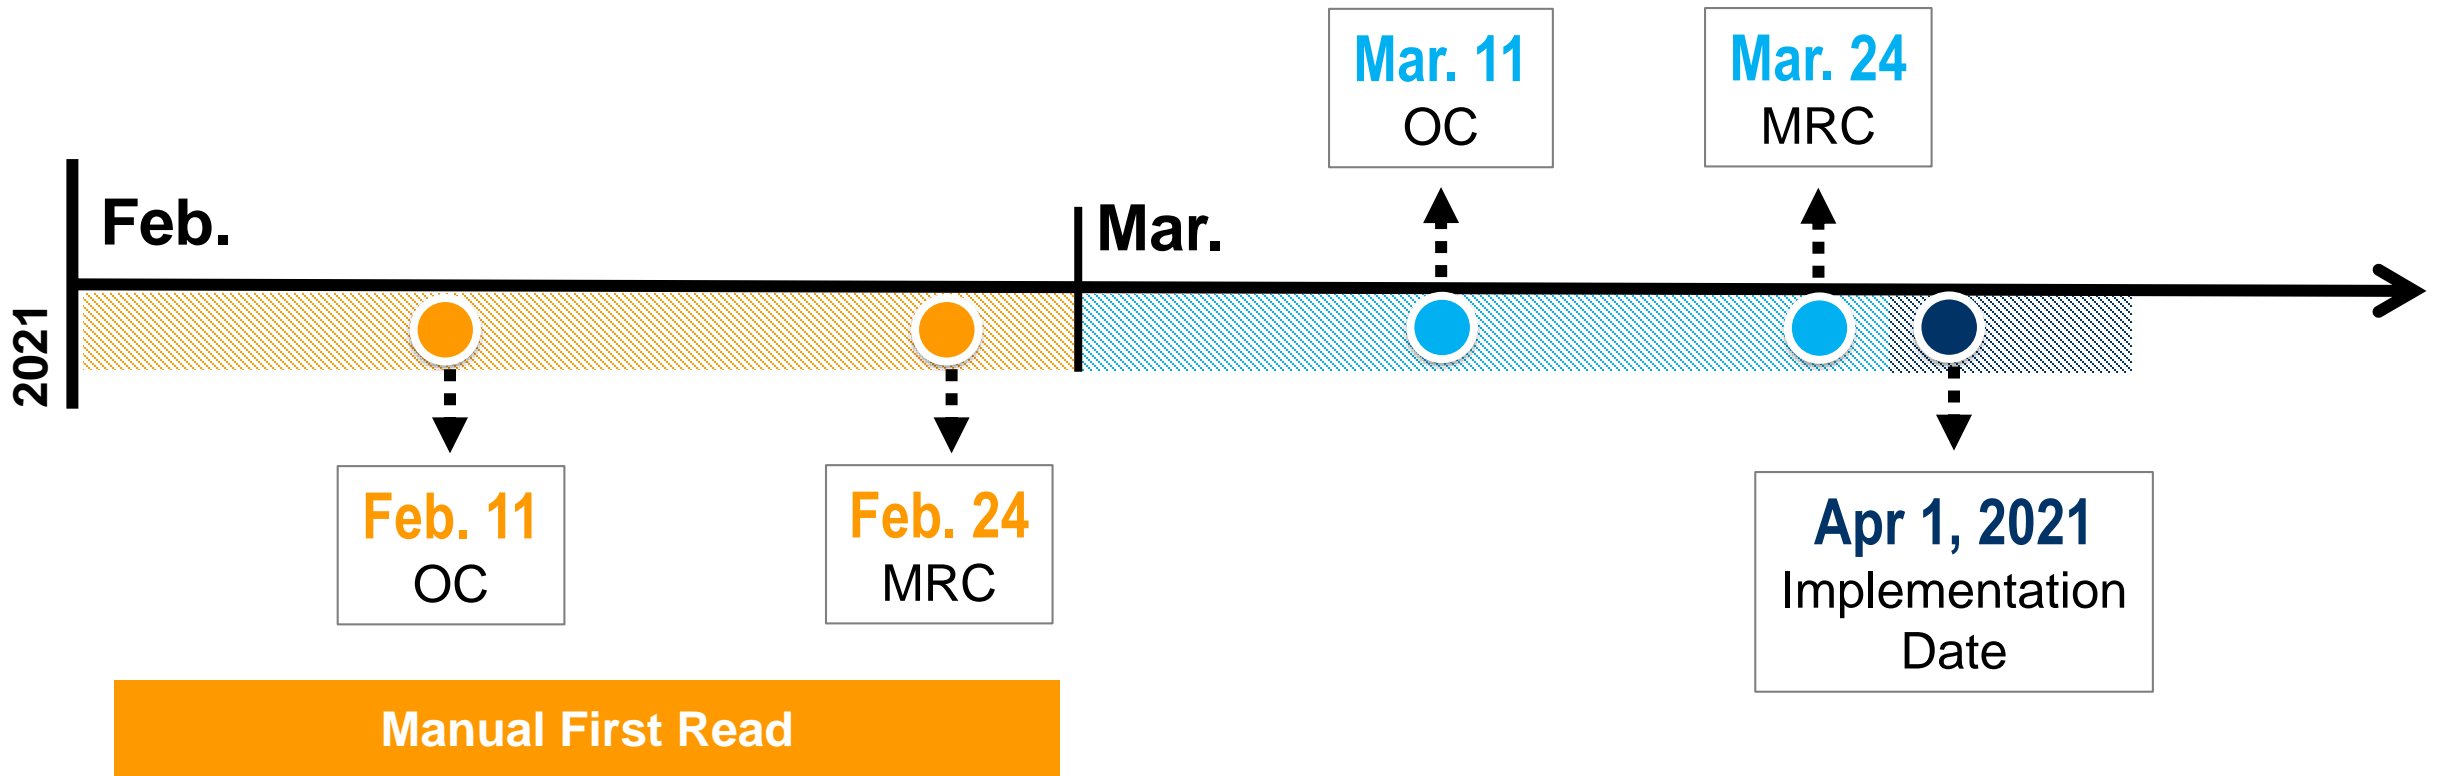 Mar. 11
OC
Mar. 24
MRC
Feb.
Mar.
2021
Feb. 11
OC
Feb. 24
MRC
Apr 1, 2021
Implementation
Date
Manual First Read